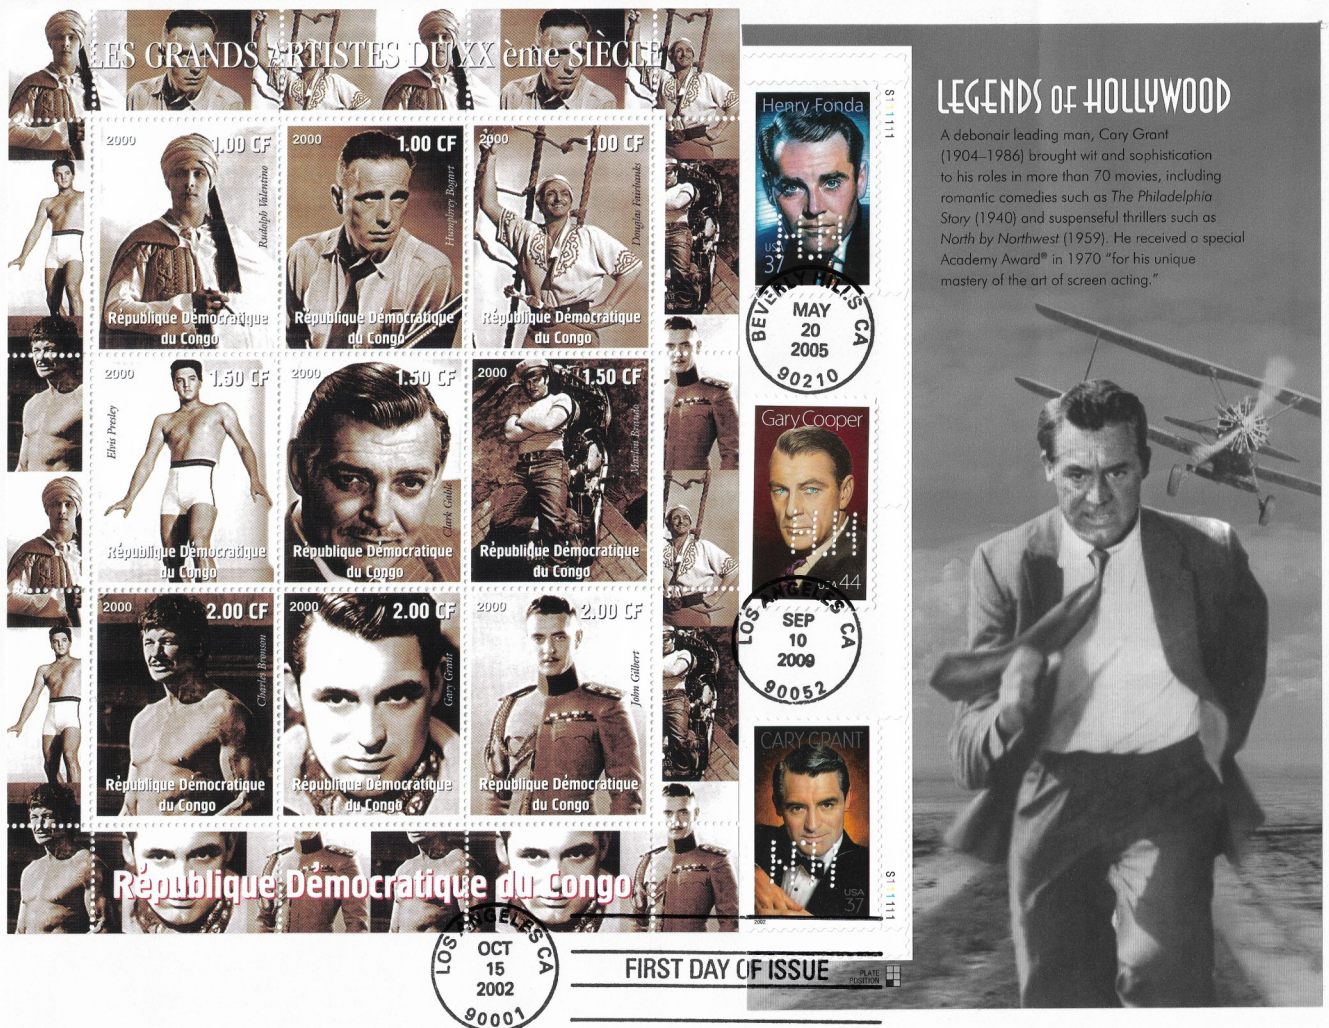 LES GRANDS ARTISTES DU XX ème SIÈCLE
2000
1.00 CF
Rudolph Valentino
République Démocratique
du Congo
2000
1.00 CF
Humphrey Bogart
République Démocratique
du Congo
2000
1.00 CF
Douglas Fairbanks
République Démocratique
du Congo
2000
1.50 CF
Elvis Presley
République Démocratique
du Congo
2000
1.50 CF
Clark Gable
République Démocratique
du Congo
2000
1.50 CF
Marlon Brando
République Démocratique
du Congo
2000
2.00 CF
Charles Bronson
République Démocratique
du Congo
2000
2.00 CF
Gary Grant
République Démocratique
du Congo
2000
2.00 CF
John Gilbert
République Démocratique
du Congo
République Démocratique du Congo
Henry Fonda
USA
37
S11111
BEVERLY HILLS CA
MAY
20
2005
90210
Gary Cooper
USA 44
LOS ANGELES CA
SEP
10
2009
90052
CARY GRANT
USA
37
2002
S11111
LOS ANGELES CA
OCT
15
2002
90001
FIRST DAY OF ISSUE
PLATE
POSITION
LEGENDS OF HOLLYWOOD
A debonair leading man, Cary Grant
(1904–1986) brought wit and sophistication
to his roles in more than 70 movies, including
romantic comedies such as The Philadelphia
Story (1940) and suspenseful thrillers such as
North by Northwest (1959). He received a special
Academy Award® in 1970 “for his unique
mastery of the art of screen acting.”